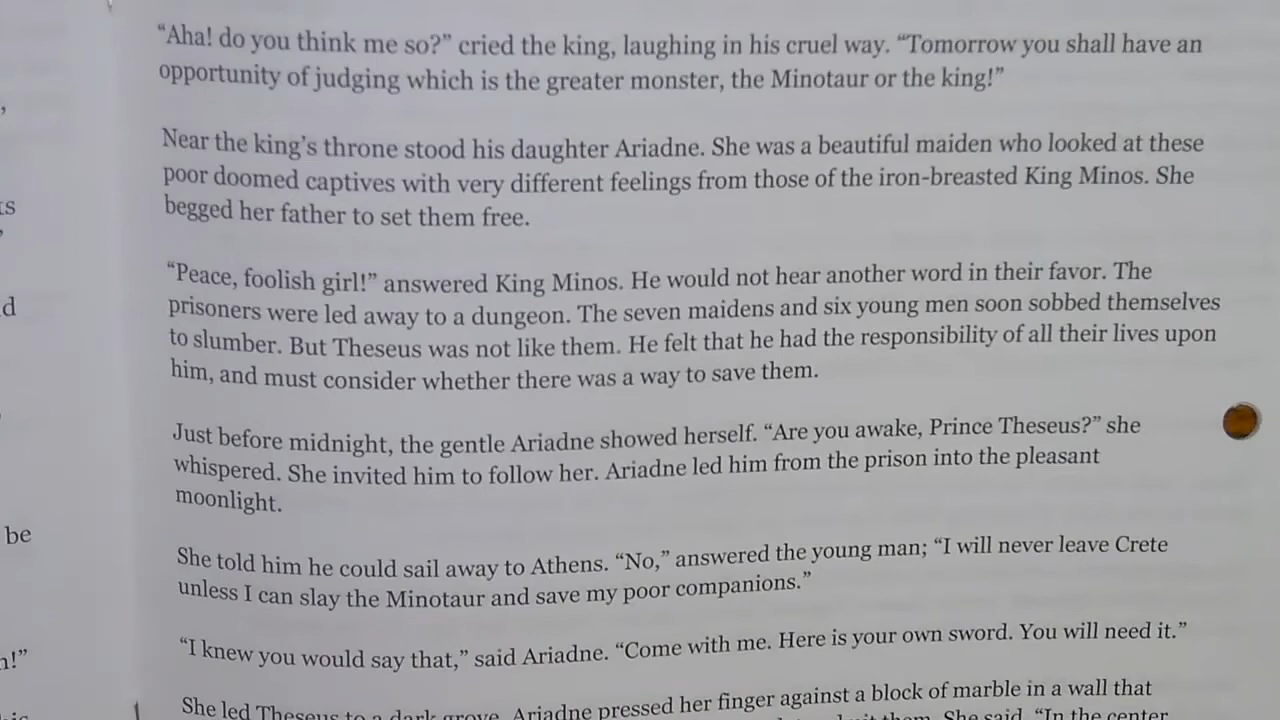 “Aha! do you think me so?” cried the king, laughing in his cruel way. “Tomorrow you shall have an
opportunity of judging which is the greater monster, the Minotaur or the king!”
Near the king’s throne stood his daughter Ariadne. She was a beautiful maiden who looked at these
poor doomed captives with very different feelings from those of the iron-breasted King Minos. She
begged her father to set them free.
“Peace, foolish girl!” answered King Minos. He would not hear another word in their favor. The
prisoners were led away to a dungeon. The seven maidens and six young men soon sobbed themselves
to slumber. But Theseus was not like them. He felt that he had the responsibility of all their lives upon
him, and must consider whether there was a way to save them.
Just before midnight, the gentle Ariadne showed herself. “Are you awake, Prince Theseus?” she
whispered. She invited him to follow her. Ariadne led him from the prison into the pleasant
moonlight.
She told him he could sail away to Athens. “No,” answered the young man; “I will never leave Crete
unless I can slay the Minotaur and save my poor companions.”
“I knew you would say that,” said Ariadne. “Come with me. Here is your own sword. You will need it.”
She led Theseus to a dark grove. Ariadne pressed her finger against a block of marble in a wall that
them. She said, “In the center
be